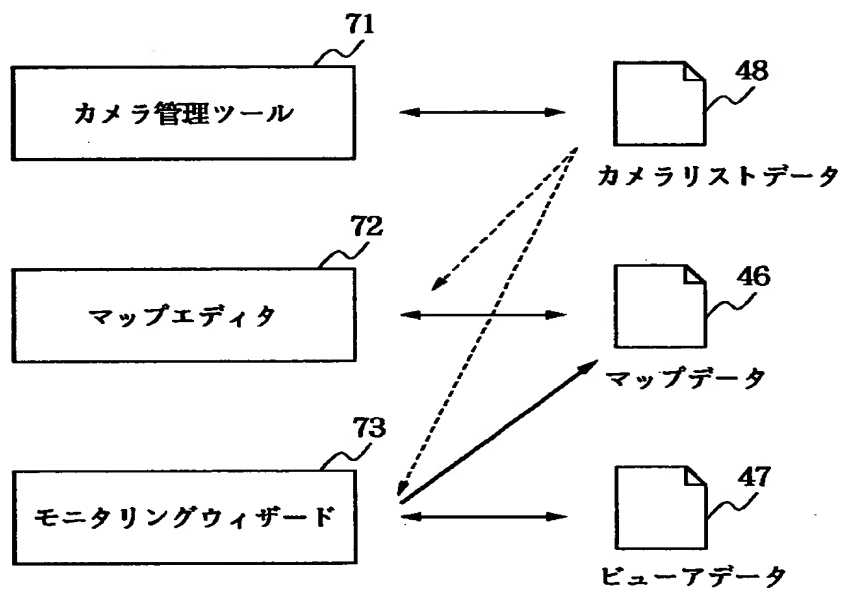 71
カメラ管理ツール
48
カメラリストデータ
72
マップエディタ
46
マップデータ
73
モニタリングウィザード
47
ビューアデータ